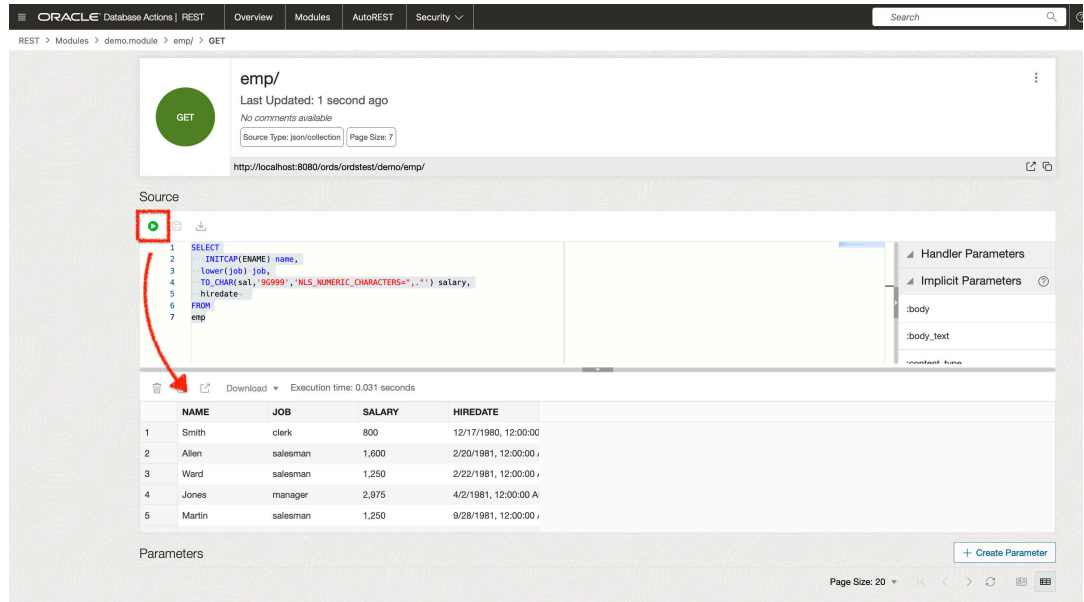 ORACLE® Database Actions | REST Overview Modules AutoREST Security Search
REST > Modules > demo.module > emp/ > GET
GET
emp/
Last Updated: 1 second ago
No comments available
Source Type: json/collection Page Size: 7
http://localhost:8080/ords/ordstest/demo/emp/
Source
1 SELECT
2 INITCAP(ENAME) name,
3 lower(job) job,
4 TO_CHAR(sal,'9G999','NLS_NUMERIC_CHARACTERS=",."') salary,
5 hiredate
6 FROM
7 emp
Handler Parameters
Implicit Parameters
:body
:body_text
:content_type
Download Execution time: 0.031 seconds
NAME JOB SALARY HIREDATE
1 Smith clerk 800 12/17/1980, 12:00:00
2 Allen salesman 1,600 2/20/1981, 12:00:00
3 Ward salesman 1,250 2/22/1981, 12:00:00
4 Jones manager 2,975 4/2/1981, 12:00:00 A
5 Martin salesman 1,250 9/28/1981, 12:00:00
Parameters
+ Create Parameter
Page Size: 20